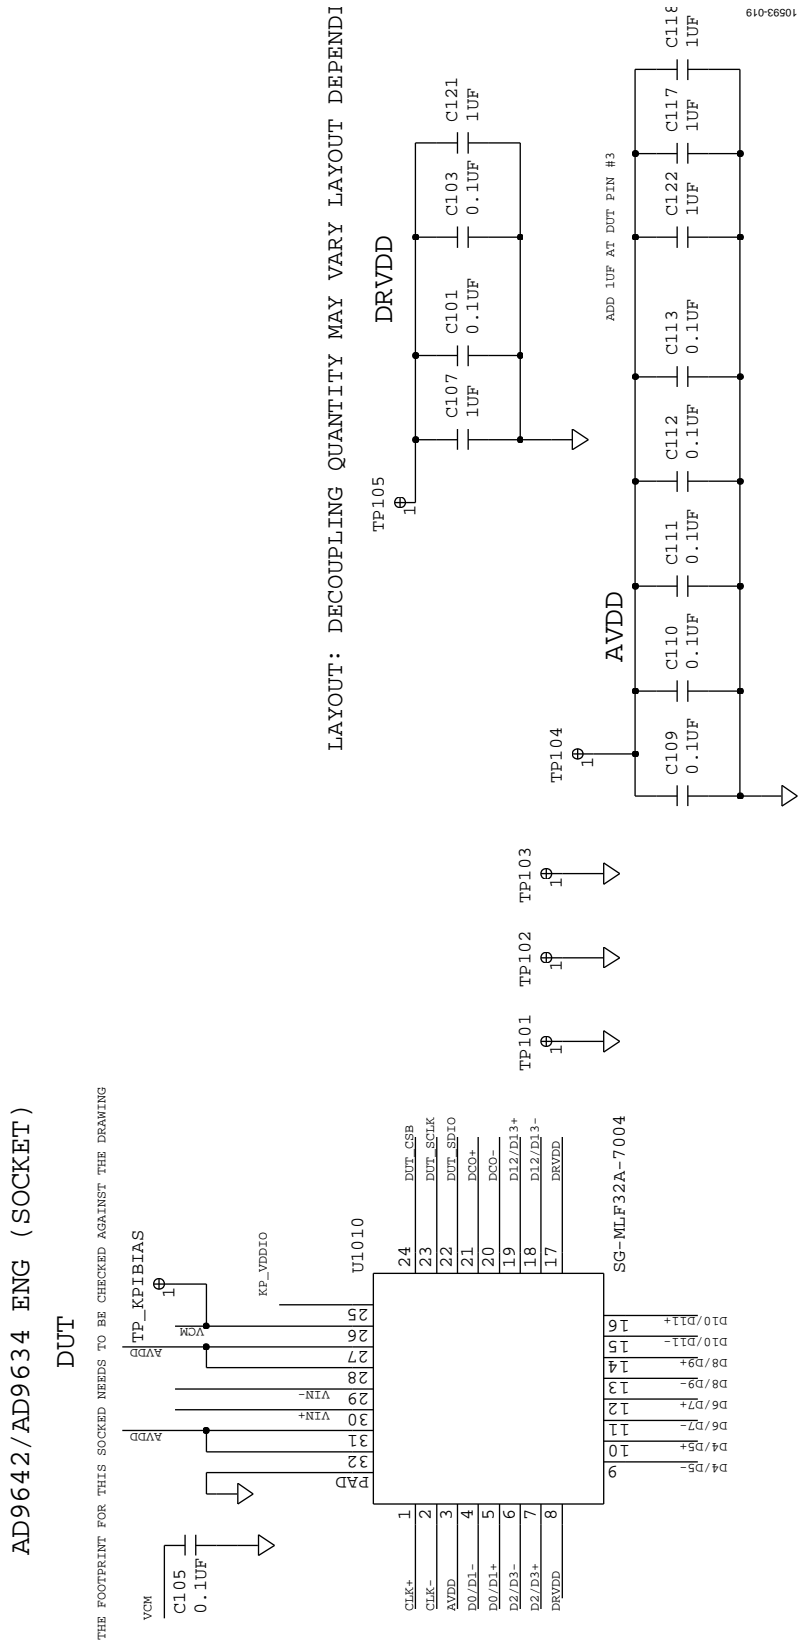 AD9642/AD9634 ENG (SOCKET)
DUT
THE FOOTPRINT FOR THIS SOCKED NEEDS TO BE CHECKED AGAINST THE DRAWING
VCM
C105
0.1UF
AVDD
AVDD
VCM
TP_KPIBIAS
1
KP_VDDIO
VIN+
VIN-
PAD
32
31
30
29
28
27
26
25
U1010
CLK+
1
CLK-
2
AVDD
3
D0/D1-
4
D0/D1+
5
D2/D3-
6
D2/D3+
7
DRVDD
8
24
DUT_CSB
23
DUT_SCLK
22
DUT_SDIO
21
DCO+
20
DCO-
19
D12/D13+
18
D12/D13-
17
DRVDD
SG-MLF32A-7004
9
10
11
12
13
14
15
16
D4/D5-
D4/D5+
D6/D7-
D6/D7+
D8/D9-
D8/D9+
D10/D11-
D10/D11+
TP101
1
TP102
1
TP103
1
LAYOUT: DECOUPLING QUANTITY MAY VARY LAYOUT DEPENDI
DRVDD
TP105
1
C107
1UF
C101
0.1UF
C103
0.1UF
C121
1UF
TP104
1
AVDD
ADD 1UF AT DUT PIN #3
C109
0.1UF
C110
0.1UF
C111
0.1UF
C112
0.1UF
C113
0.1UF
C122
1UF
C117
1UF
C118
1UF
10593-019